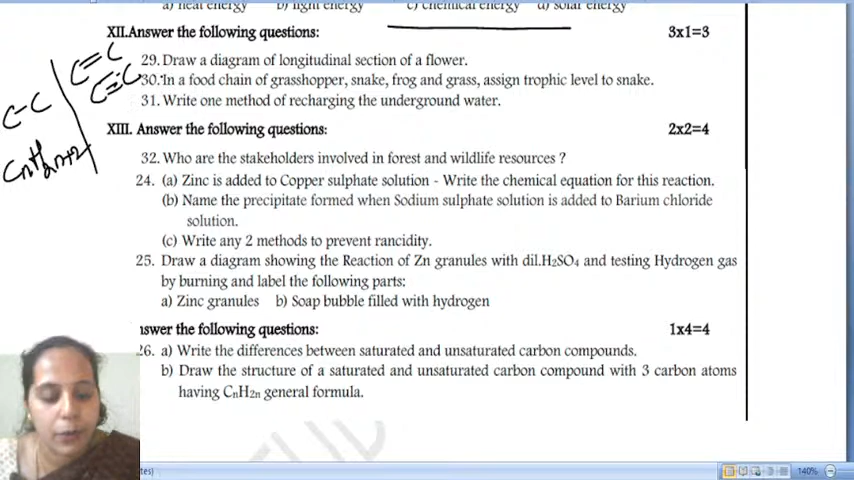 a) heat energy b) light energy c) chemical energy d) solar energy
XII.Answer the following questions: 3x1=3
29. Draw a diagram of longitudinal section of a flower.
30. In a food chain of grasshopper, snake, frog and grass, assign trophic level to snake.
31. Write one method of recharging the underground water.
C=C
C≡C
C-C
CnH2n+2
XIII. Answer the following questions: 2x2=4
32. Who are the stakeholders involved in forest and wildlife resources ?
24. (a) Zinc is added to Copper sulphate solution - Write the chemical equation for this reaction.
(b) Name the precipitate formed when Sodium sulphate solution is added to Barium chloride
solution.
(c) Write any 2 methods to prevent rancidity.
25. Draw a diagram showing the Reaction of Zn granules with dil.H₂SO₄ and testing Hydrogen gas
by burning and label the following parts:
a) Zinc granules b) Soap bubble filled with hydrogen
nswer the following questions: 1x4=4
26. a) Write the differences between saturated and unsaturated carbon compounds.
b) Draw the structure of a saturated and unsaturated carbon compound with 3 carbon atoms
having CnH2n general formula.
140%